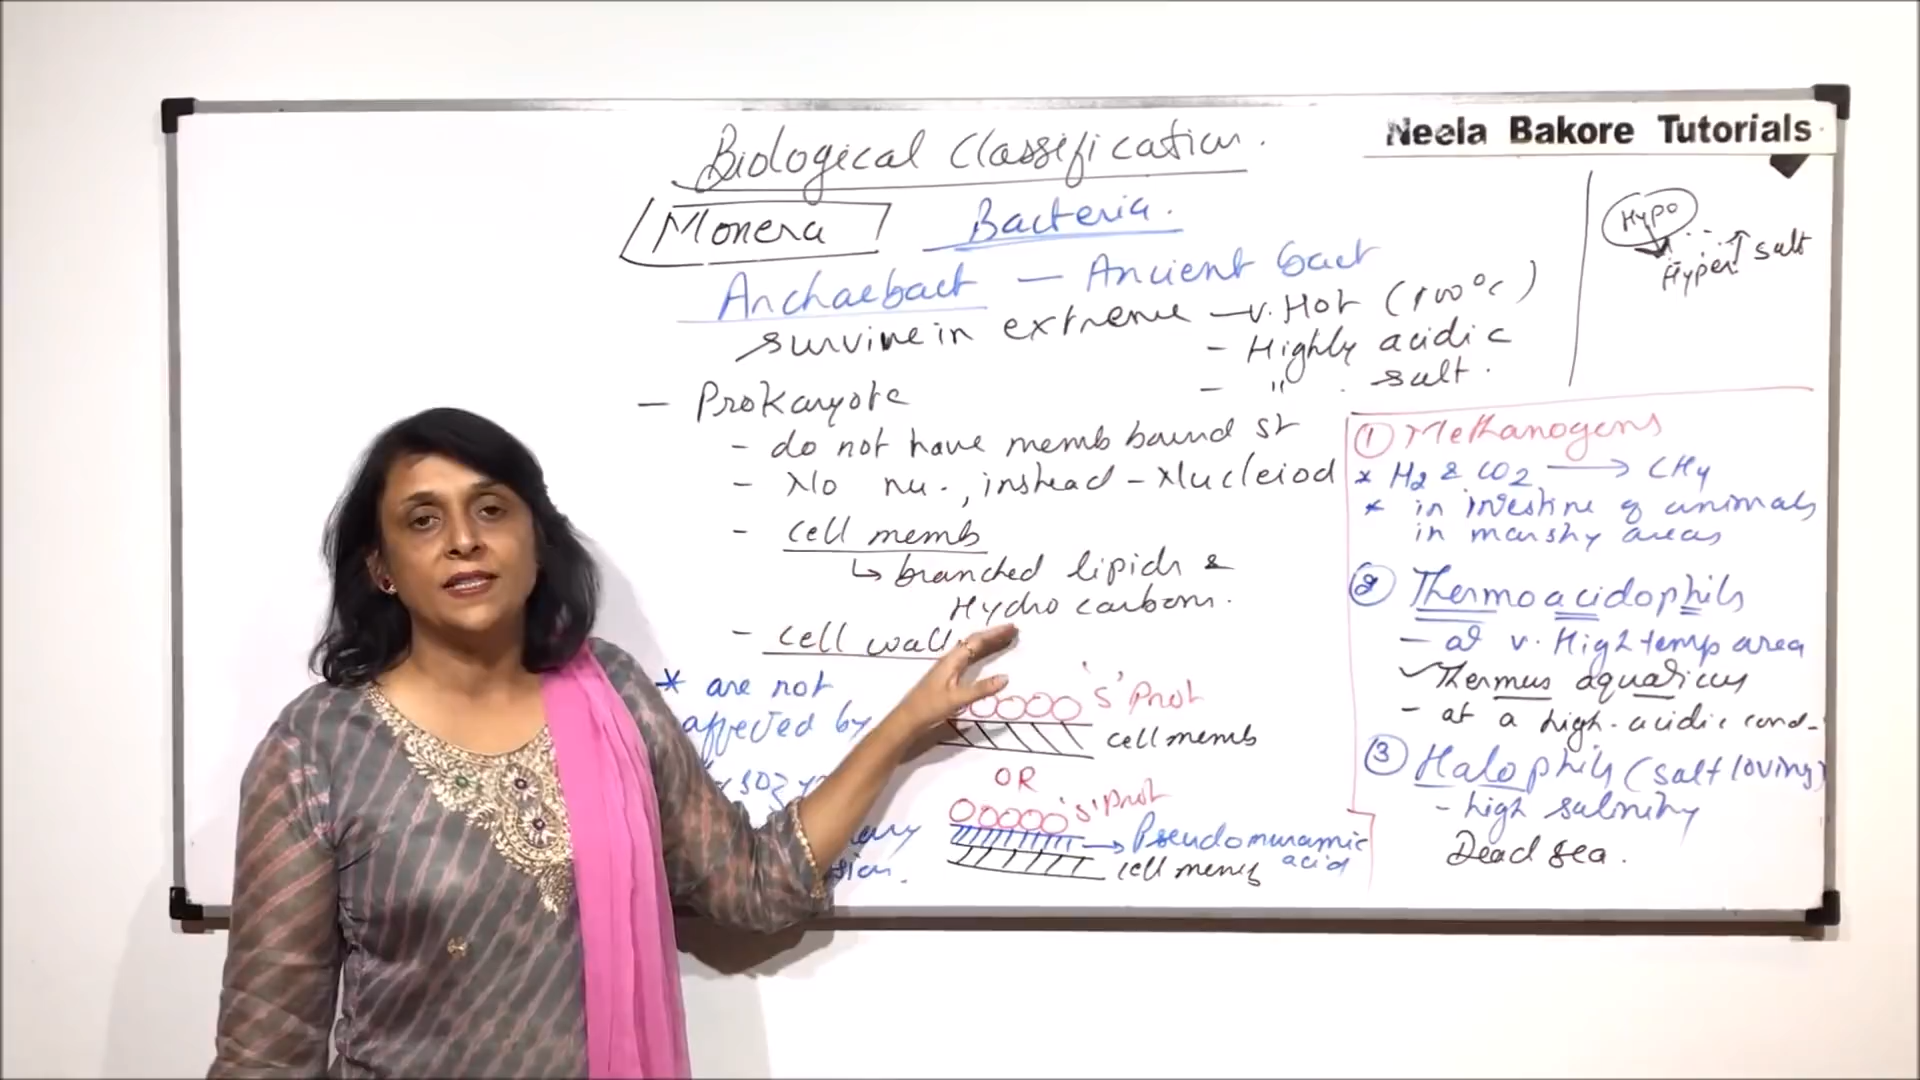 Neela Bakore Tutorials
Biological Classification.
Monera Bacteria.
Archaebact — Ancient bact
survive in extreme — v. Hot (100°C)
- Highly acidic
- " salt.
Hypo
Hyper ↑ salt
— Prokaryote
- do not have memb bound st
- No nu., instead - Nucleiod
- cell memb
↳ branched lipids &
Hydro carbons.
- cell wall
* are not
affected by
'S' Prot
cell memb
OR
'S' Prot
→ Pseudomuramic
acid
cell memb
① Methanogens
* H2 & CO2 → CH4
* in intestine of animals
in marshy areas
② Thermoacidophils
- at v. High temp area
✓ Thermus aquaticus
- at a high-acidic cond-
③ Halophils (salt loving)
- high salinity
Dead sea.